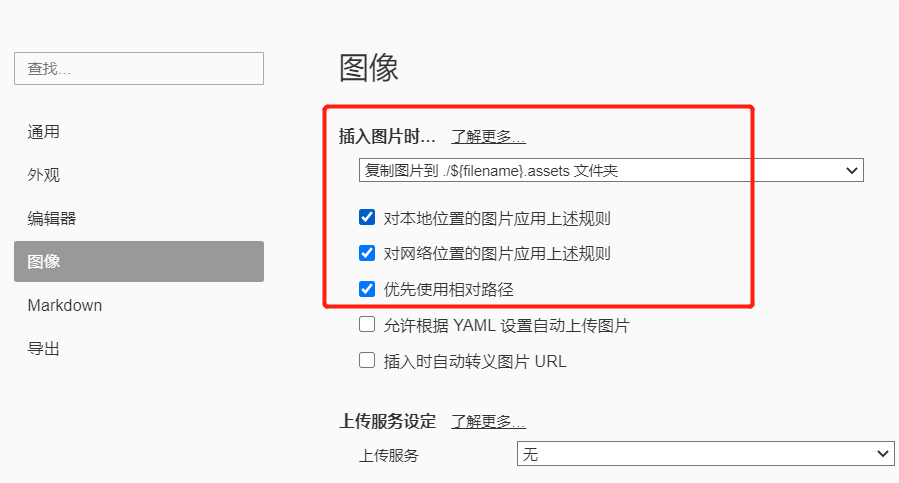 查找...
通用
外观
编辑器
图像
Markdown
导出
图像
插入图片时... 了解更多...
复制图片到 ./${filename}.assets 文件夹
对本地位置的图片应用上述规则
对网络位置的图片应用上述规则
优先使用相对路径
允许根据 YAML 设置自动上传图片
插入时自动转义图片 URL
上传服务设定 了解更多...
上传服务 无